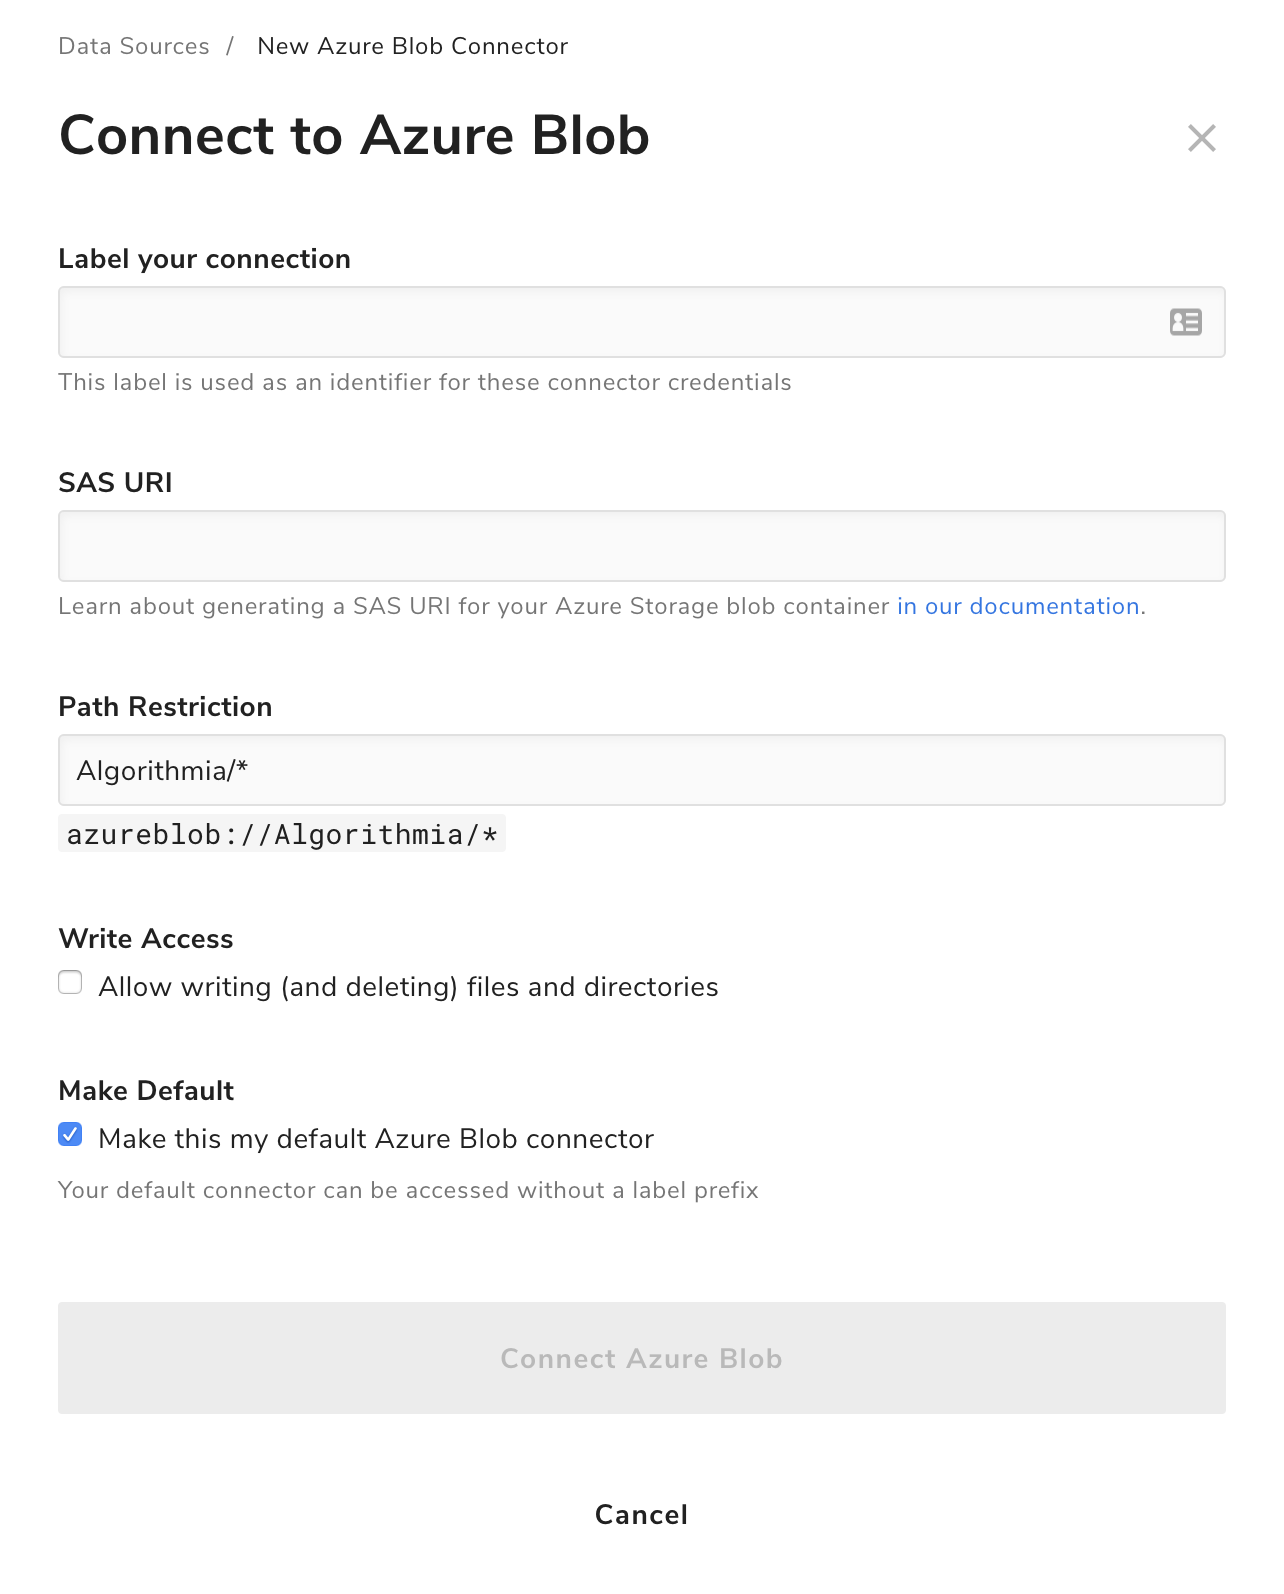 Data Sources / New Azure Blob Connector
Connect to Azure Blob
Label your connection
This label is used as an identifier for these connector credentials
SAS URI
Learn about generating a SAS URI for your Azure Storage blob container in our documentation.
Path Restriction
Algorithmia/*
azureblob://Algorithmia/*
Write Access
Allow writing (and deleting) files and directories
Make Default
Make this my default Azure Blob connector
Your default connector can be accessed without a label prefix
Connect Azure Blob
Cancel